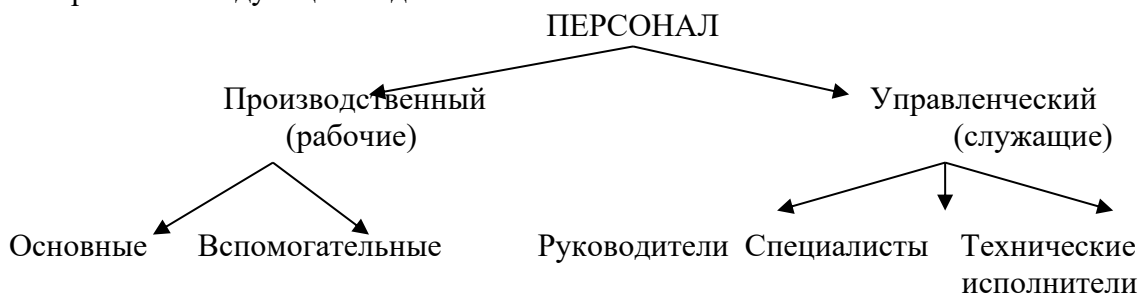 ПЕРСОНАЛ
Производственный Управленческий
(рабочие) (служащие)
Основные Вспомогательные Руководители Специалисты Технические
исполнители